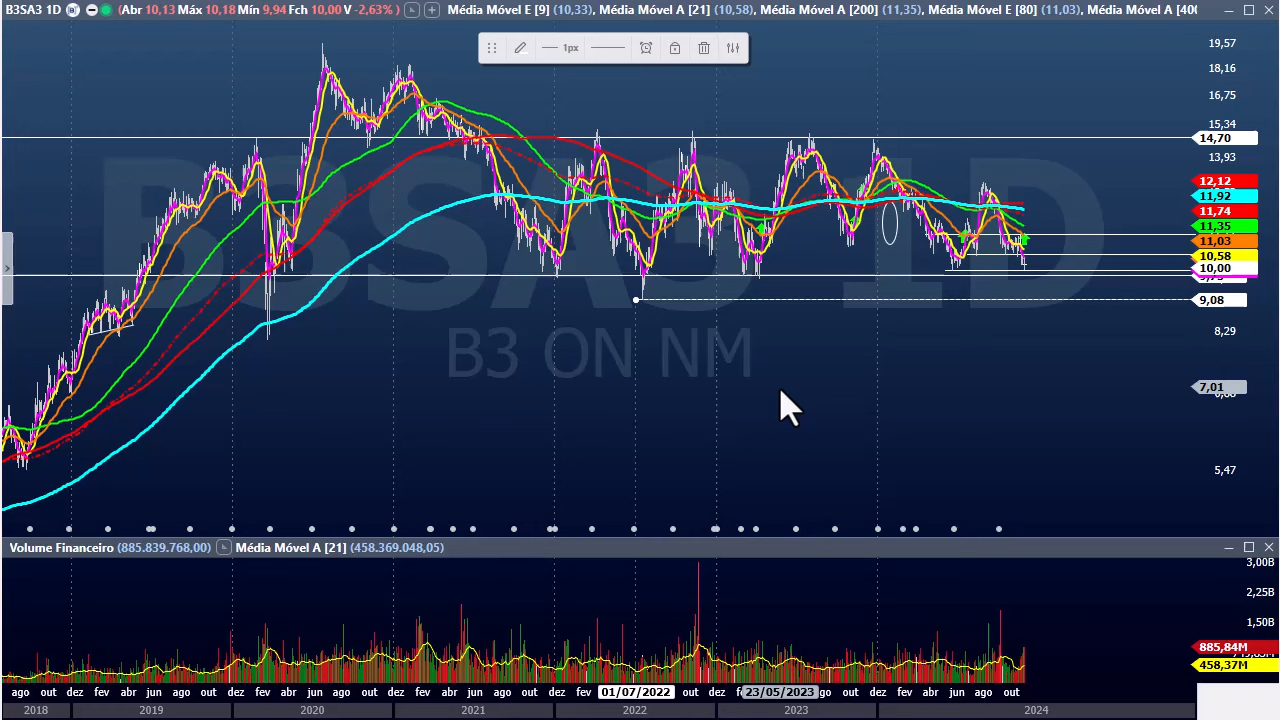 B3SA3 1D (Abr 10,13 Máx 10,18 Mín 9,94 Fch 10,00 V -2,63% ) Média Móvel E [9] (10,33), Média Móvel A [21] (10,58), Média Móvel A [200] (11,35), Média Móvel E [80] (11,03), Média Móvel A [400
1px
19,57
18,16
16,75
15,34
14,70
13,93
12,12
11,92
11,74
11,35
11,03
10,58
10,00
9,08
8,29
7,01
5,47
B3SA3 1D
B3 ON NM
Volume Financeiro (885.839.768,00) Média Móvel A [21] (458.369.048,05)
3,00B
2,25B
1,50B
885,84M
458,37M
ago out dez fev abr jun ago out dez fev abr jun ago out dez fev abr jun ago out dez fev abr 01/07/2022 out dez 23/05/2023 go out dez fev abr jun ago out
2018 2019 2020 2021 2022 2023 2024